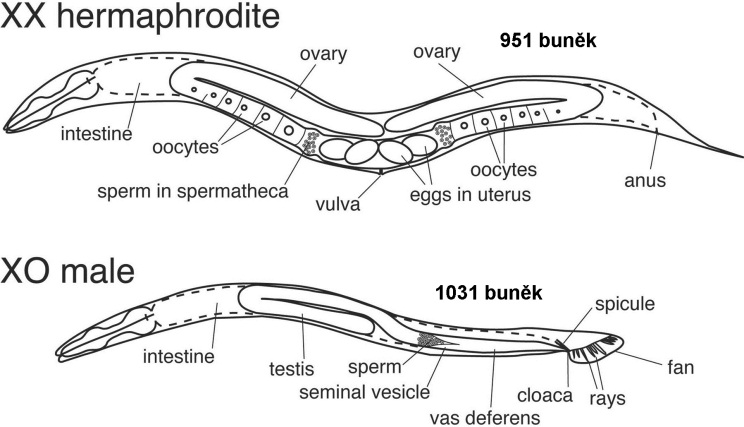 XX hermaphrodite
951 buněk
ovary
ovary
intestine
oocytes
oocytes
sperm in spermatheca
eggs in uterus
anus
vulva
XO male
1031 buněk
spicule
intestine
testis
sperm
fan
seminal vesicle
cloaca
rays
vas deferens